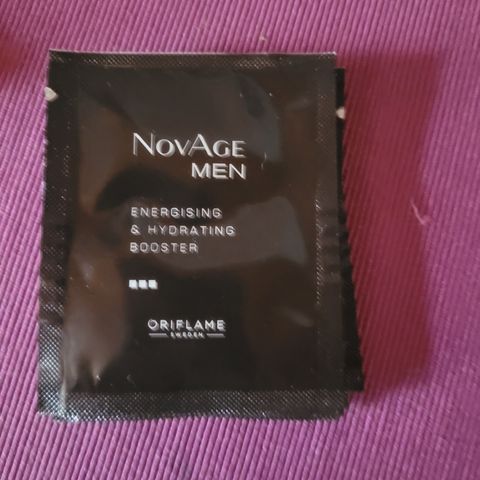 NOVAGE
MEN
ENERGISING
& HYDRATING
BOOSTER
ORIFLAME
SWEDEN